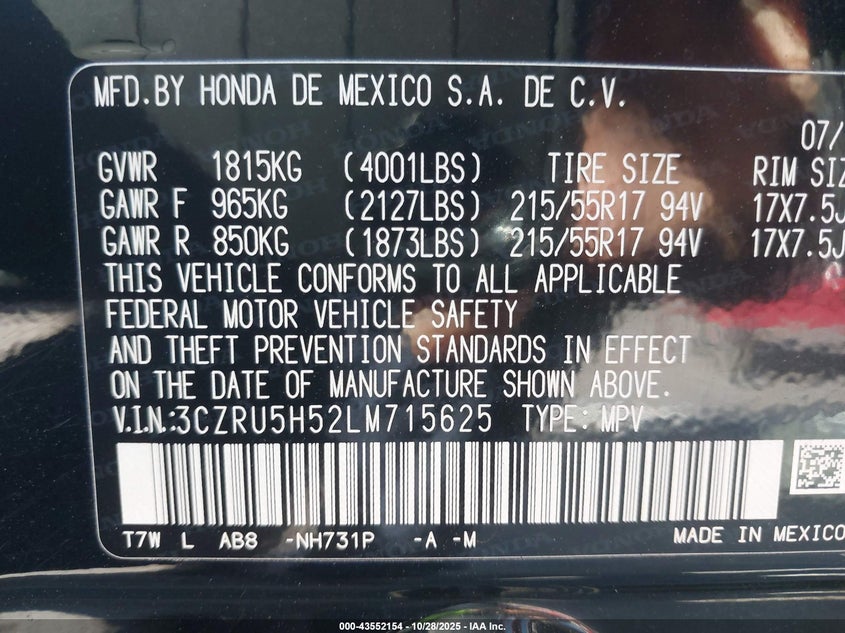 MFD.BY HONDA DE MEXICO S.A. DE C.V.
07/
GVWR 1815KG (4001LBS) TIRE SIZE RIM SIZ
GAWR F 965KG (2127LBS) 215/55R17 94V 17X7.5J
GAWR R 850KG (1873LBS) 215/55R17 94V 17X7.5J
THIS VEHICLE CONFORMS TO ALL APPLICABLE
FEDERAL MOTOR VEHICLE SAFETY
AND THEFT PREVENTION STANDARDS IN EFFECT
ON THE DATE OF MANUFACTURE SHOWN ABOVE.
V.I.N.:3CZRU5H52LM715625 TYPE: MPV
T7W L AB8 -NH731P -A -M MADE IN MEXICO
000-43552154 | 10/28/2025 - IAA Inc.